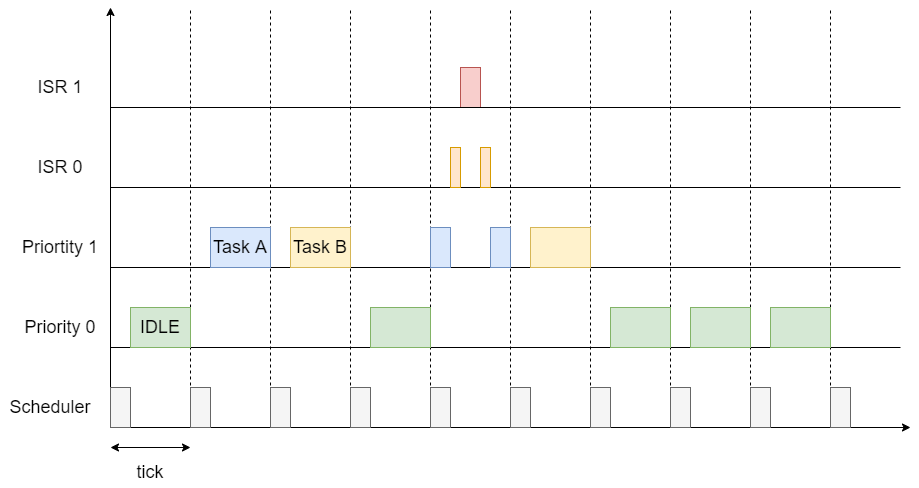 ISR 1
ISR 0
Priortity 1
Task A
Task B
Priority 0
IDLE
Scheduler
tick